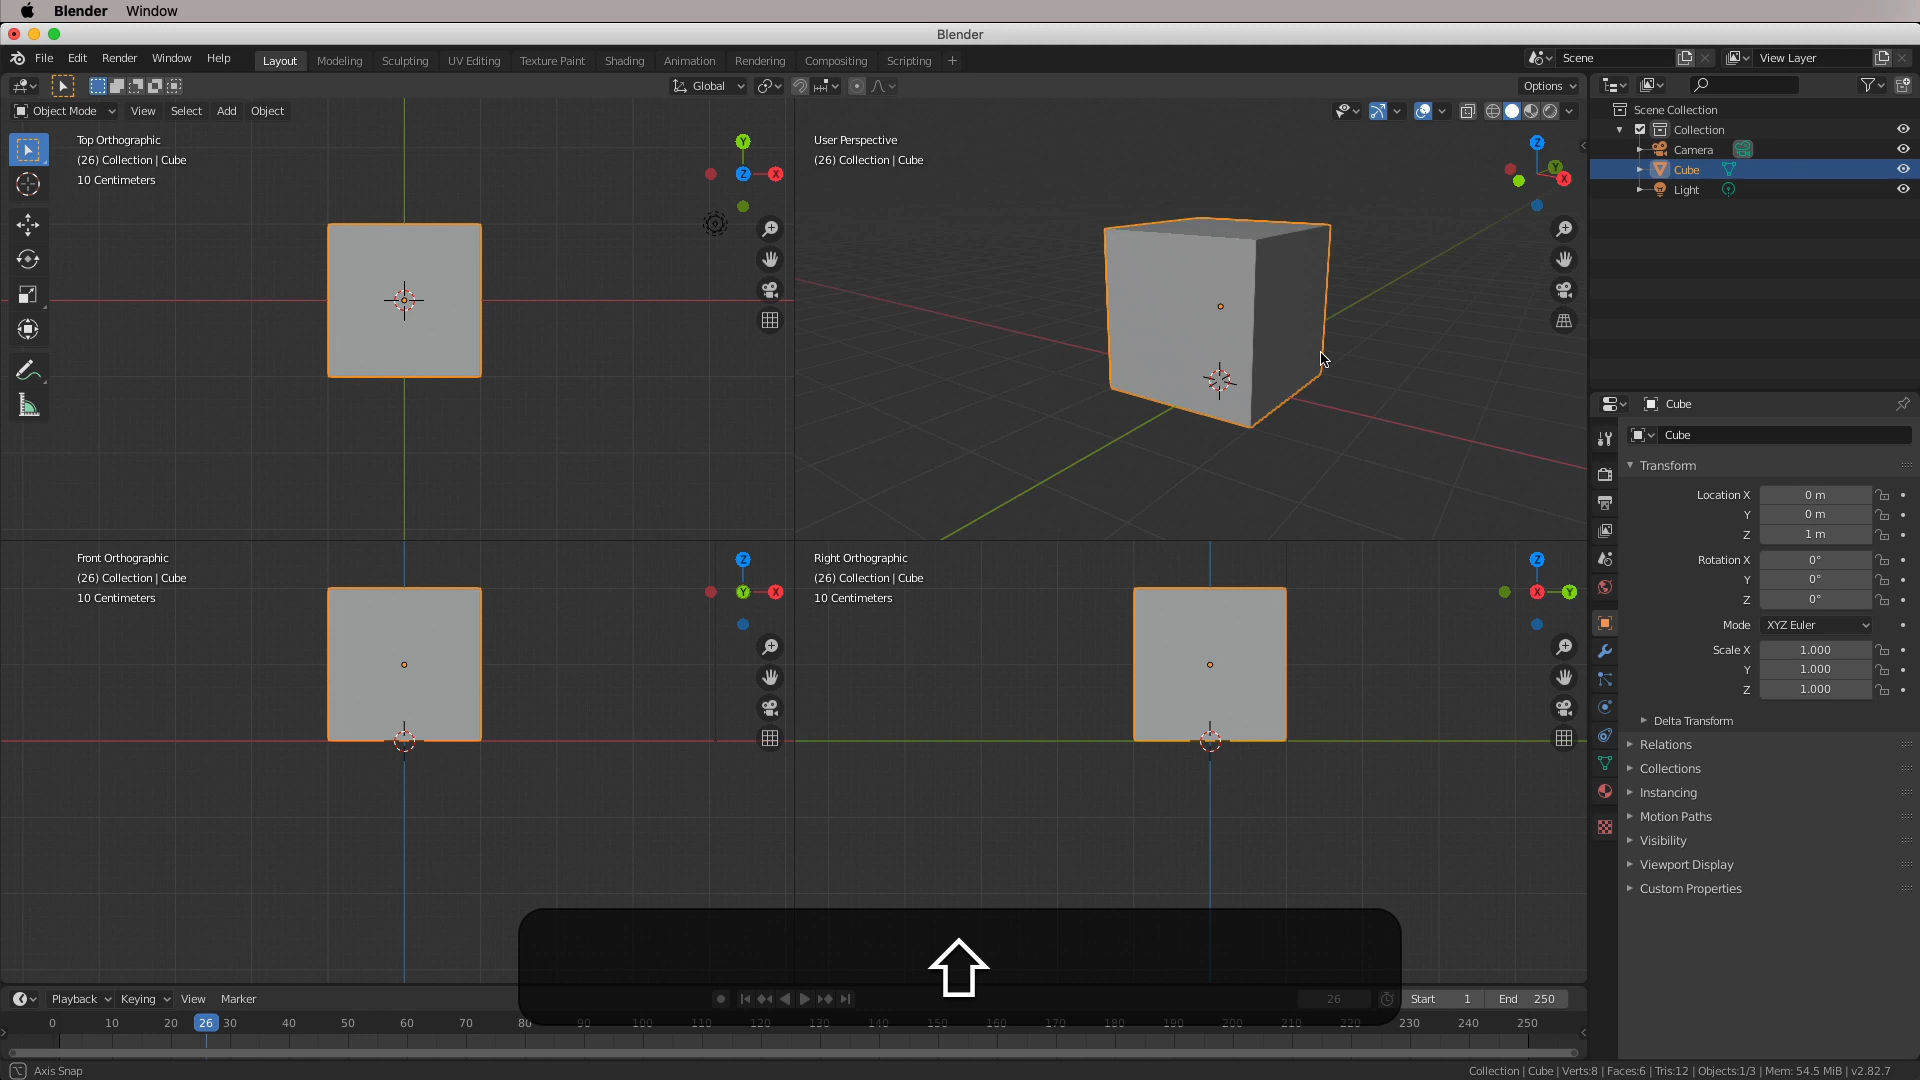 Blender Window
Blender
File Edit Render Window Help Layout Modeling Sculpting UV Editing Texture Paint Shading Animation Rendering Compositing Scripting + Scene View Layer
Global Options
Object Mode View Select Add Object
Top Orthographic
(26) Collection | Cube
10 Centimeters
Y
Z
X
User Perspective
(26) Collection | Cube
Z
Y
X
Front Orthographic
(26) Collection | Cube
10 Centimeters
Z
Y
X
Right Orthographic
(26) Collection | Cube
10 Centimeters
Z
X
Y
Scene Collection
Collection
Camera
Cube
Light
Cube
Cube
Transform
Location X 0 m
Y 0 m
Z 1 m
Rotation X 0°
Y 0°
Z 0°
Mode XYZ Euler
Scale X 1.000
Y 1.000
Z 1.000
Delta Transform
Relations
Collections
Instancing
Motion Paths
Visibility
Viewport Display
Custom Properties
Playback Keying View Marker 26 Start 1 End 250
0 10 20 26 30 40 50 60 70 80 90 100 110 120 130 140 150 160 170 180 190 200 210 220 230 240 250
Axis Snap
Collection | Cube | Verts:8 | Faces:6 | Tris:12 | Objects:1/3 | Mem: 54.5 MiB | v2.82.7